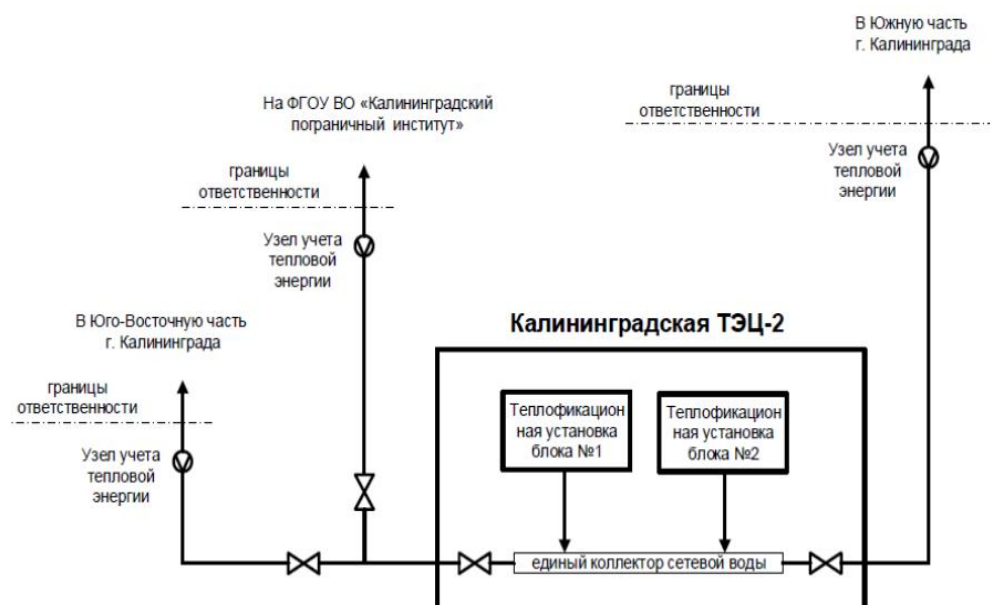 В Южную часть
г. Калининграда
границы
ответственности
Узел учета
тепловой
энергии
На ФГОУ ВО «Калининградский
пограничный институт»
границы
ответственности
Узел учета
тепловой
энергии
В Юго-Восточную часть
г. Калининграда
границы
ответственности
Узел учета
тепловой
энергии
Калининградская ТЭЦ-2
Теплофикацион
ная установка
блока №1
Теплофикацион
ная установка
блока №2
единый коллектор сетевой воды